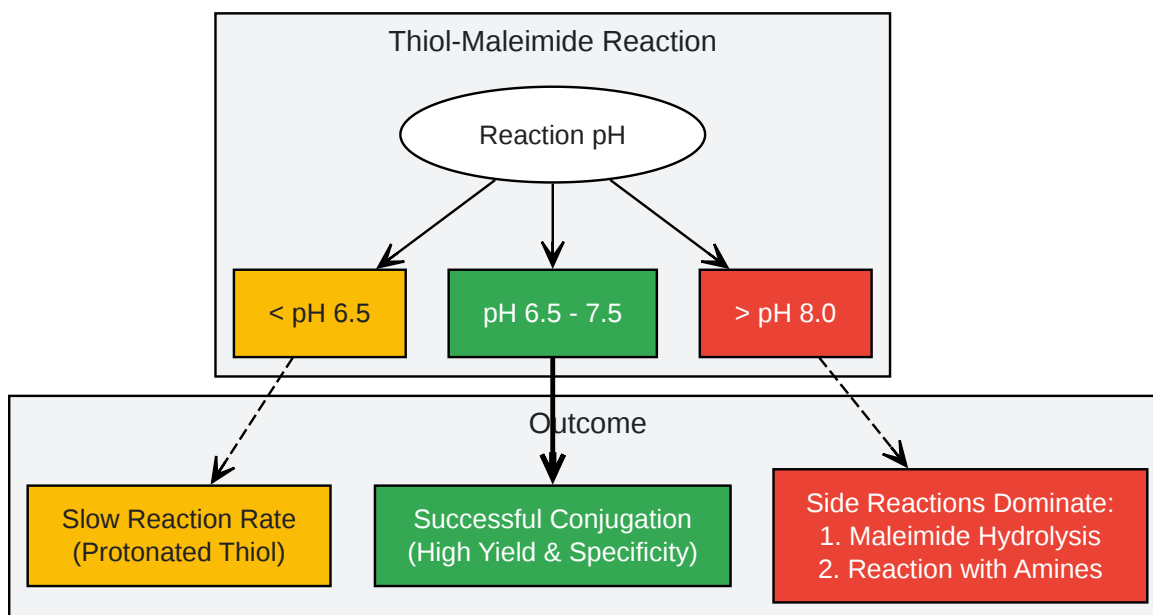 Thiol-Maleimide Reaction
Reaction pH
< pH 6.5
pH 6.5 - 7.5
> pH 8.0
Outcome
Slow Reaction Rate
(Protonated Thiol)
Successful Conjugation
(High Yield & Specificity)
Side Reactions Dominate:
1. Maleimide Hydrolysis
2. Reaction with Amines